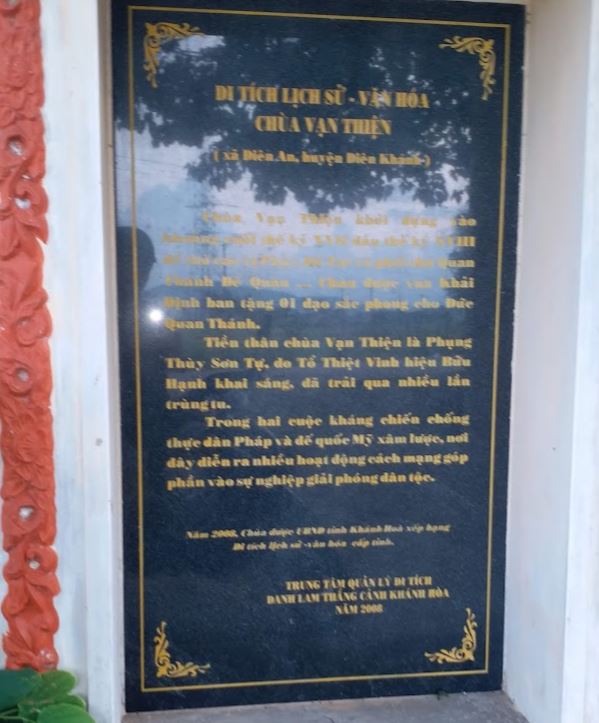 DI TÍCH LỊCH SỬ - VĂN HÓA
CHÙA VẠN THIỆN
( xã Diên An, huyện Diên Khánh )
Chùa Vạn Thiện khởi dựng vào
khoảng cuối thế kỷ XVII đầu thế kỷ XVIII
Thánh Đế Quân ... Chùa được vua Khải
Định ban tặng 01 đạo sắc phong cho Đức
Quan Thánh.
Tiền thân chùa Vạn Thiện là Phụng
Thủy Sơn Tự, do Tổ Thiệt Vinh hiệu Bửu
Hạnh khai sáng, đã trải qua nhiều lần
trùng tu.
Trong hai cuộc kháng chiến chống
thực dân Pháp và đế quốc Mỹ xâm lược, nơi
đây diễn ra nhiều hoạt động cách mạng góp
phần vào sự nghiệp giải phóng dân tộc.
Năm 2008, Chùa được UBND tỉnh Khánh Hoà xếp hạng
Di tích lịch sử -văn hóa cấp tỉnh.
TRUNG TÂM QUẢN LÝ DI TÍCH
DANH LAM THẮNG CẢNH KHÁNH HÒA
NĂM 2008